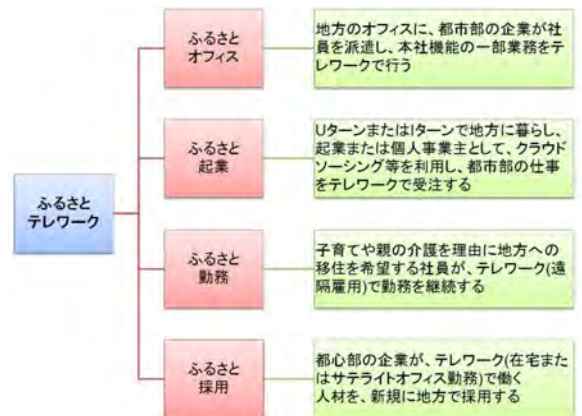 ふるさと
テレワーク
ふるさと
オフィス
地方のオフィスに、都市部の企業が社
員を派遣し、本社機能の一部業務をテ
レワークで行う
ふるさと
起業
UターンまたはIターンで地方に暮らし、
起業または個人事業主として、クラウド
ソーシング等を利用し、都市部の仕事
をテレワークで受注する
ふるさと
勤務
子育てや親の介護を理由に地方への
移住を希望する社員が、テレワーク(遠
隔雇用)で勤務を継続する
ふるさと
採用
都心部の企業が、テレワーク(在宅また
はサテライトオフィス勤務)で働く
人材を、新規に地方で採用する